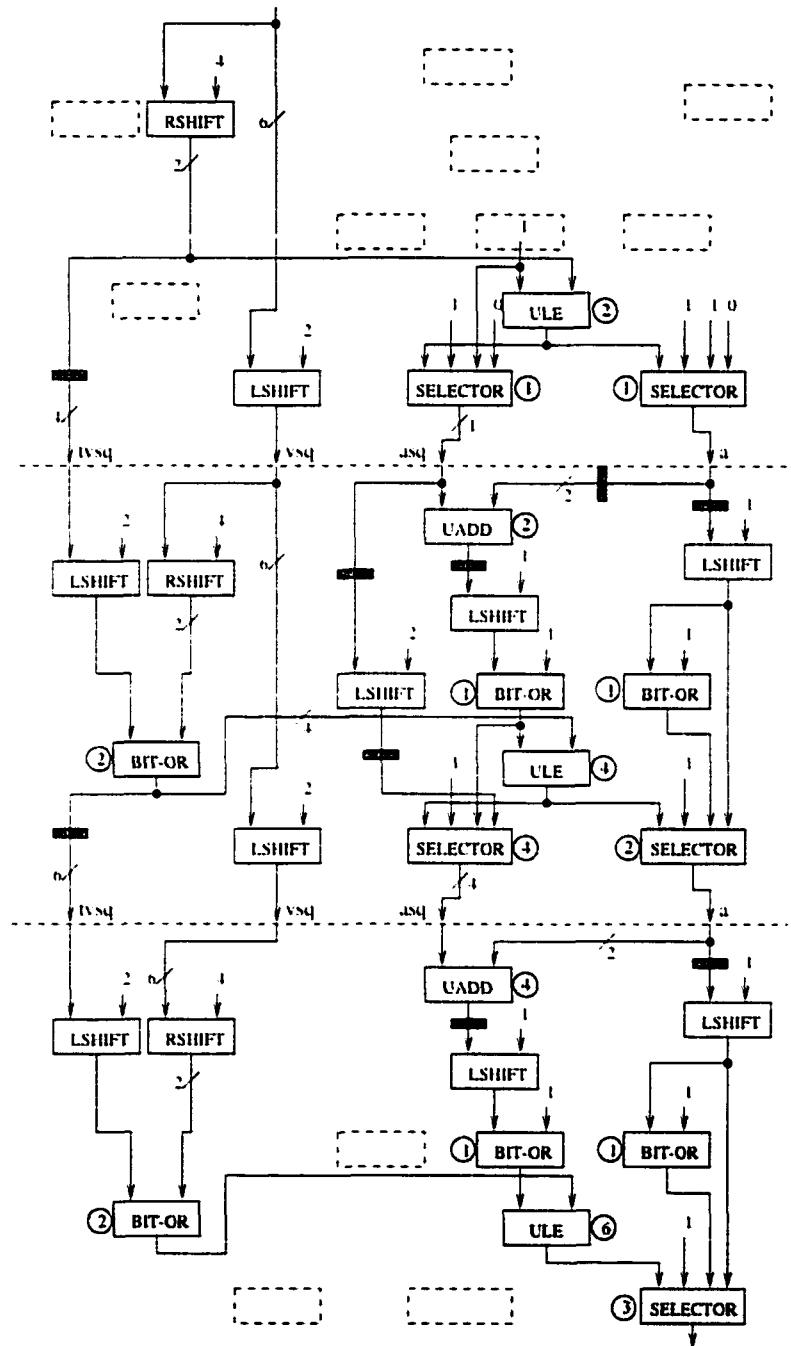 4
RSHIFT
6
2
1
ULE 2
1 0 1 1 0
2
LSHIFT SELECTOR 1 1 SELECTOR
4 1
tvsq vsq asq a
2
UADD 2
2 4 1
LSHIFT RSHIFT 6 1 LSHIFT
LSHIFT
2 2 1 1
LSHIFT 1 BIT-OR 1 BIT-OR
4
2 BIT-OR ULE 4
2 1 1
LSHIFT SELECTOR 4 2 SELECTOR
4
tvsq vsq asq a
2
UADD 4
2 4 1
LSHIFT RSHIFT 1 LSHIFT
2 LSHIFT
1 1
1 BIT-OR 1 BIT-OR
2 BIT-OR ULE 6
1
3 SELECTOR